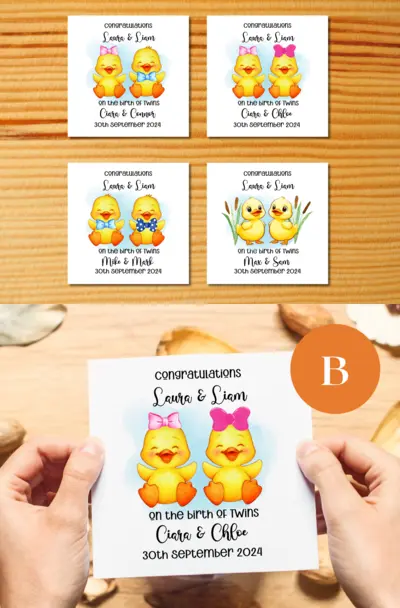 Congratulations
Laura & Liam
on the birth of Twins
Ciara & Connor
30th September 2024
Congratulations
Laura & Liam
on the birth of Twins
Ciara & Chloe
30th September 2024
Congratulations
Laura & Liam
on the birth of Twins
Mike & Mark
30th September 2024
Congratulations
Laura & Liam
on the birth of Twins
Max & Sam
30th September 2024
B
Congratulations
Laura & Liam
on the birth of Twins
Ciara & Chloe
30th September 2024